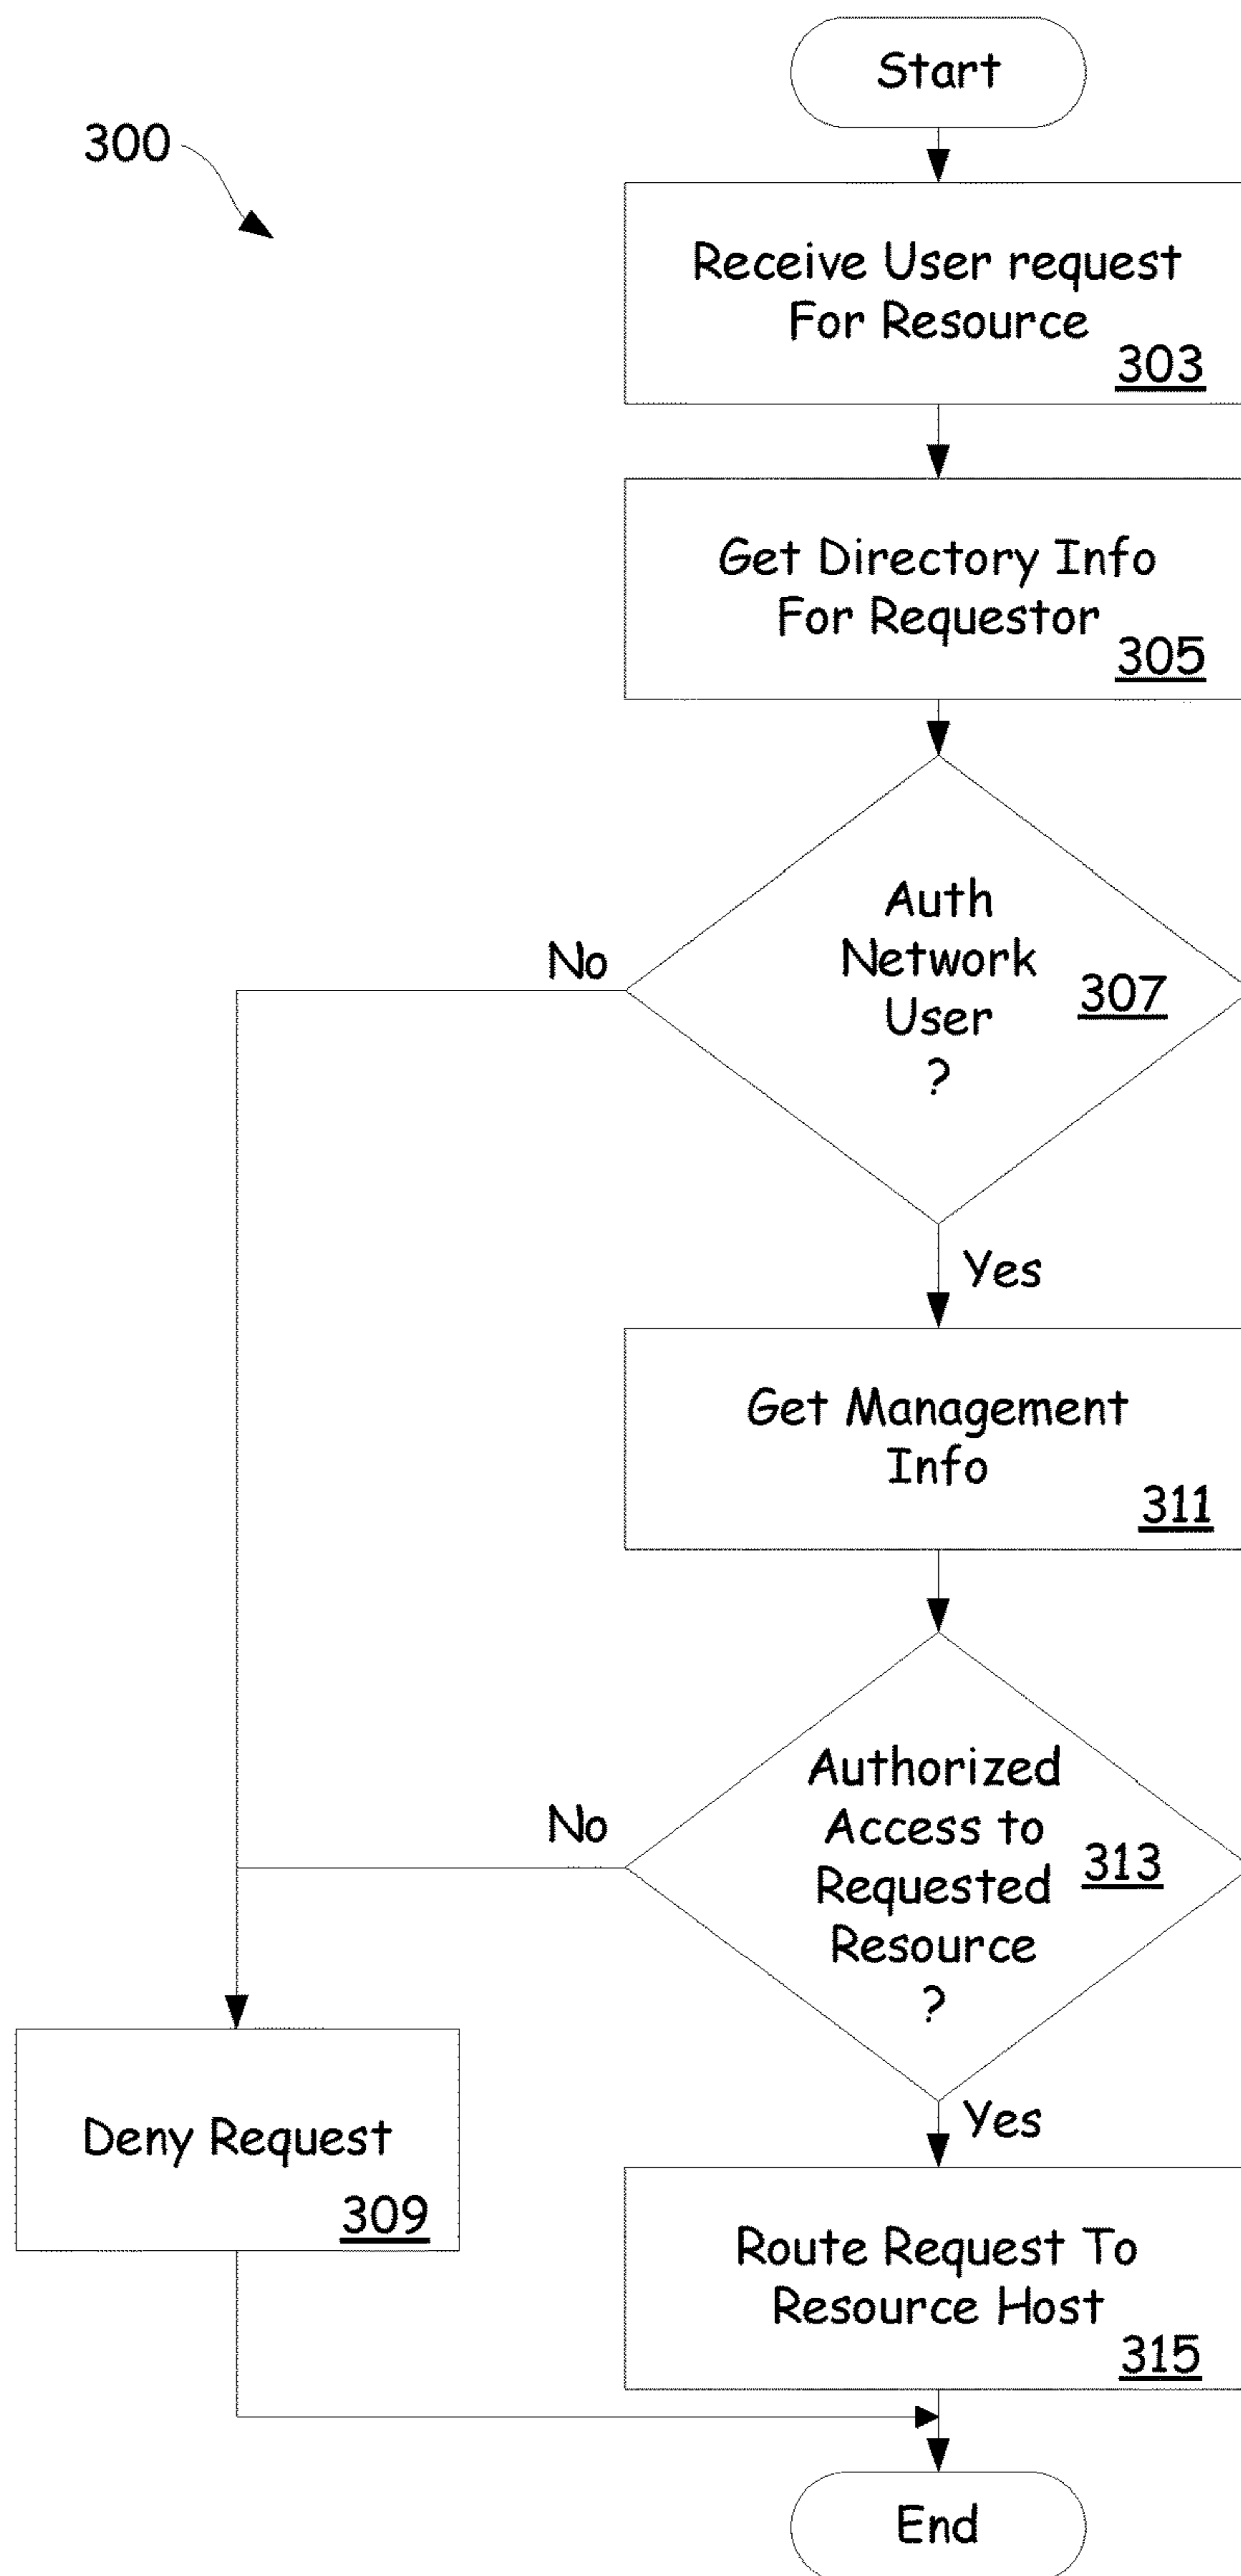 Start
300
Receive User request
For Resource
303
Get Directory Info
For Requestor
305
Auth
Network
User
?
307
No
Yes
Get Management
Info
311
Authorized
Access to
Requested
Resource
?
313
No
Yes
Deny Request
309
Route Request To
Resource Host
315
End